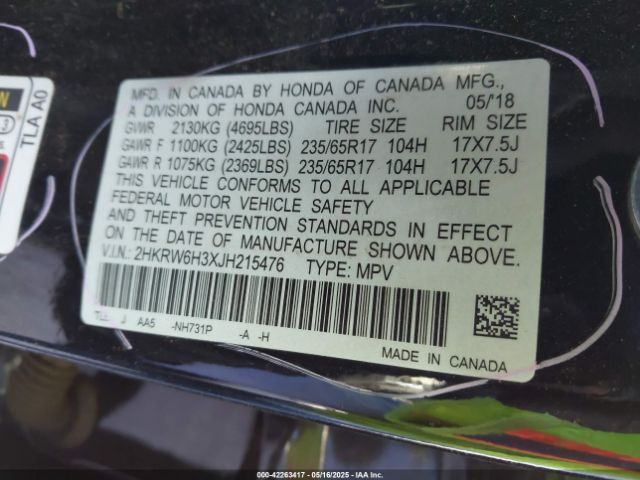 TLA A0
MFD. IN CANADA BY HONDA OF CANADA MFG.,
A DIVISION OF HONDA CANADA INC. 05/'18
GVWR 2130KG (4695LBS) TIRE SIZE RIM SIZE
GAWR F 1100KG (2425LBS) 235/65R17 104H 17X7.5J
GAWR R 1075KG (2369LBS) 235/65R17 104H 17X7.5J
THIS VEHICLE CONFORMS TO ALL APPLICABLE
FEDERAL MOTOR VEHICLE SAFETY
AND THEFT PREVENTION STANDARDS IN EFFECT
ON THE DATE OF MANUFACTURE SHOWN ABOVE.
V.I.N.: 2HKRW6H3XJH215476 TYPE: MPV
J AA5 -NH731P -A -H
MADE IN CANADA
000-42263417 - 05/16/2025 - IAA Inc.